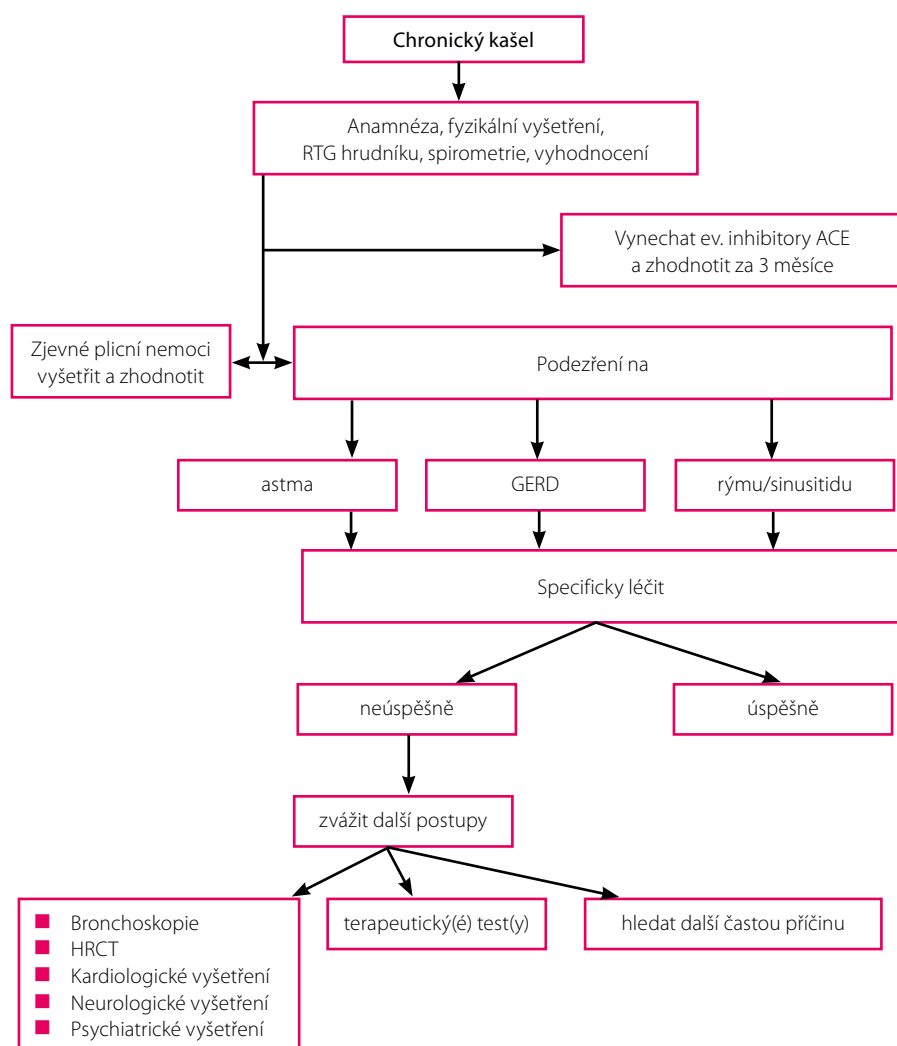 Chronický kašel
Anamnéza, fyzikální vyšetření,
RTG hrudníku, spirometrie, vyhodnocení
Vynechat ev. inhibitory ACE
a zhodnotit za 3 měsíce
Zjevné plicní nemoci
vyšetřit a zhodnotit
Podezření na
astma
GERD
rýmu/sinusitidu
Specificky léčit
neúspěšně
úspěšně
zvážit další postupy
Bronchoskopie
HRCT
Kardiologické vyšetření
Neurologické vyšetření
Psychiatrické vyšetření
terapeutický(é) test(y)
hledat další častou příčinu